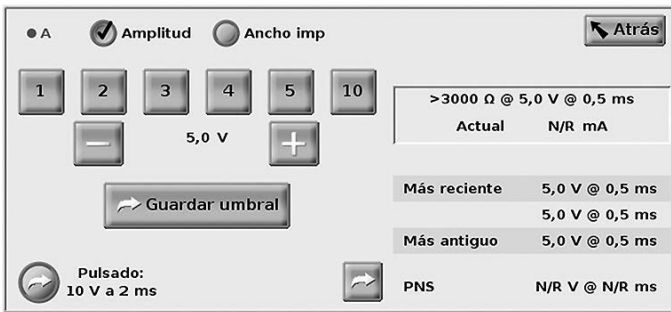 A Amplitud Ancho imp Atrás
1 2 3 4 5 10
− 5,0 V +
>3000 Ω @ 5,0 V @ 0,5 ms
Actual N/R mA
Guardar umbral
Más reciente 5,0 V @ 0,5 ms
5,0 V @ 0,5 ms
Más antiguo 5,0 V @ 0,5 ms
Pulsado:
10 V a 2 ms
PNS N/R V @ N/R ms